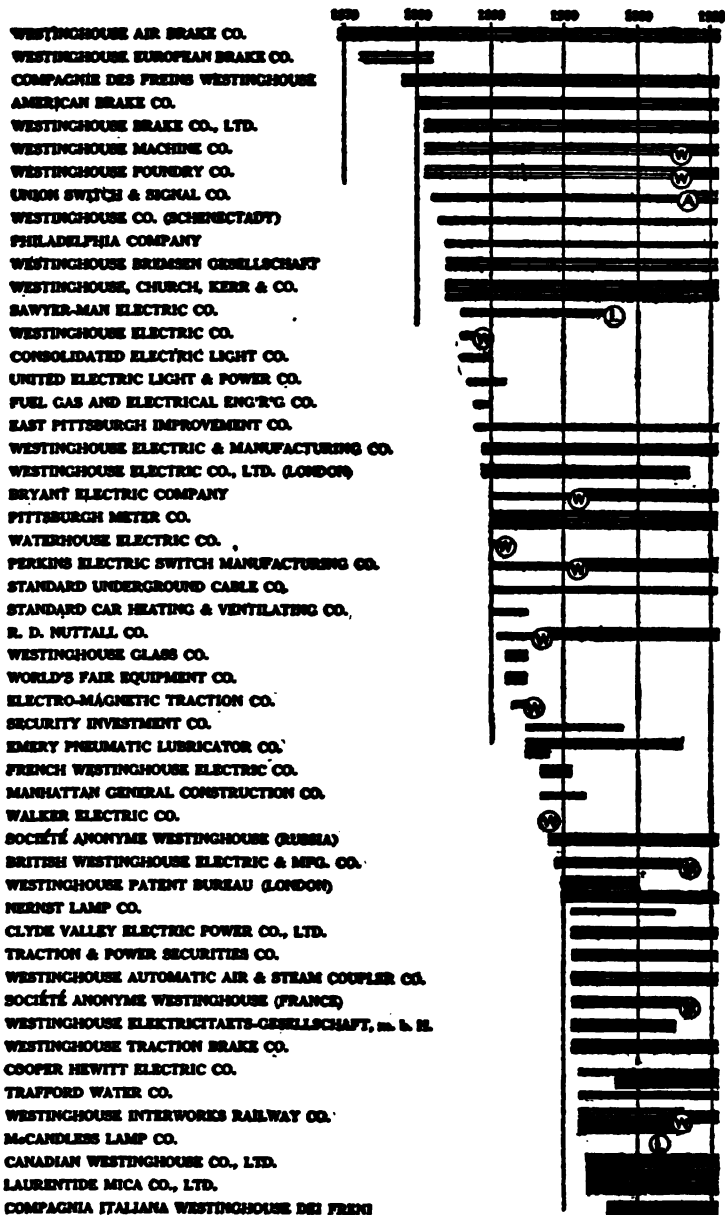 1870 1880 1890 1900 1910 1920
WESTINGHOUSE AIR BRAKE CO.
WESTINGHOUSE EUROPEAN BRAKE CO.
COMPAGNIE DES FREINS WESTINGHOUSE
AMERICAN BRAKE CO.
WESTINGHOUSE BRAKE CO., LTD.
WESTINGHOUSE MACHINE CO. W
WESTINGHOUSE FOUNDRY CO. W
UNION SWITCH & SIGNAL CO. A
WESTINGHOUSE CO. (SCHENECTADY)
PHILADELPHIA COMPANY
WESTINGHOUSE BREMSEN GESELLSCHAFT
WESTINGHOUSE, CHURCH, KERR & CO.
SAWYER-MAN ELECTRIC CO. L
WESTINGHOUSE ELECTRIC CO. W
CONSOLIDATED ELECTRIC LIGHT CO.
UNITED ELECTRIC LIGHT & POWER CO.
FUEL GAS AND ELECTRICAL ENG'R'G CO.
EAST PITTSBURGH IMPROVEMENT CO.
WESTINGHOUSE ELECTRIC & MANUFACTURING CO.
WESTINGHOUSE ELECTRIC CO., LTD. (LONDON)
BRYANT ELECTRIC COMPANY W
PITTSBURGH METER CO.
WATERHOUSE ELECTRIC CO. W
PERKINS ELECTRIC SWITCH MANUFACTURING CO. W
STANDARD UNDERGROUND CABLE CO.
STANDARD CAR HEATING & VENTILATING CO.
R. D. NUTTALL CO. W
WESTINGHOUSE GLASS CO.
WORLD'S FAIR EQUIPMENT CO.
ELECTRO-MAGNETIC TRACTION CO. W
SECURITY INVESTMENT CO.
EMERY PNEUMATIC LUBRICATOR CO.
FRENCH WESTINGHOUSE ELECTRIC CO.
MANHATTAN GENERAL CONSTRUCTION CO.
WALKER ELECTRIC CO. W
SOCIÉTÉ ANONYME WESTINGHOUSE (RUSSIA)
BRITISH WESTINGHOUSE ELECTRIC & MFG. CO.
WESTINGHOUSE PATENT BUREAU (LONDON)
NERNST LAMP CO.
CLYDE VALLEY ELECTRIC POWER CO., LTD.
TRACTION & POWER SECURITIES CO.
WESTINGHOUSE AUTOMATIC AIR & STEAM COUPLER CO.
SOCIÉTÉ ANONYME WESTINGHOUSE (FRANCE)
WESTINGHOUSE ELEKTRICITAETS-GESELLSCHAFT, m. b. H.
WESTINGHOUSE TRACTION BRAKE CO.
COOPER HEWITT ELECTRIC CO.
TRAFFORD WATER CO.
WESTINGHOUSE INTERWORKS RAILWAY CO. W
McCANDLESS LAMP CO. L
CANADIAN WESTINGHOUSE CO., LTD.
LAURENTIDE MICA CO., LTD.
COMPAGNIA ITALIANA WESTINGHOUSE DEI FRENI